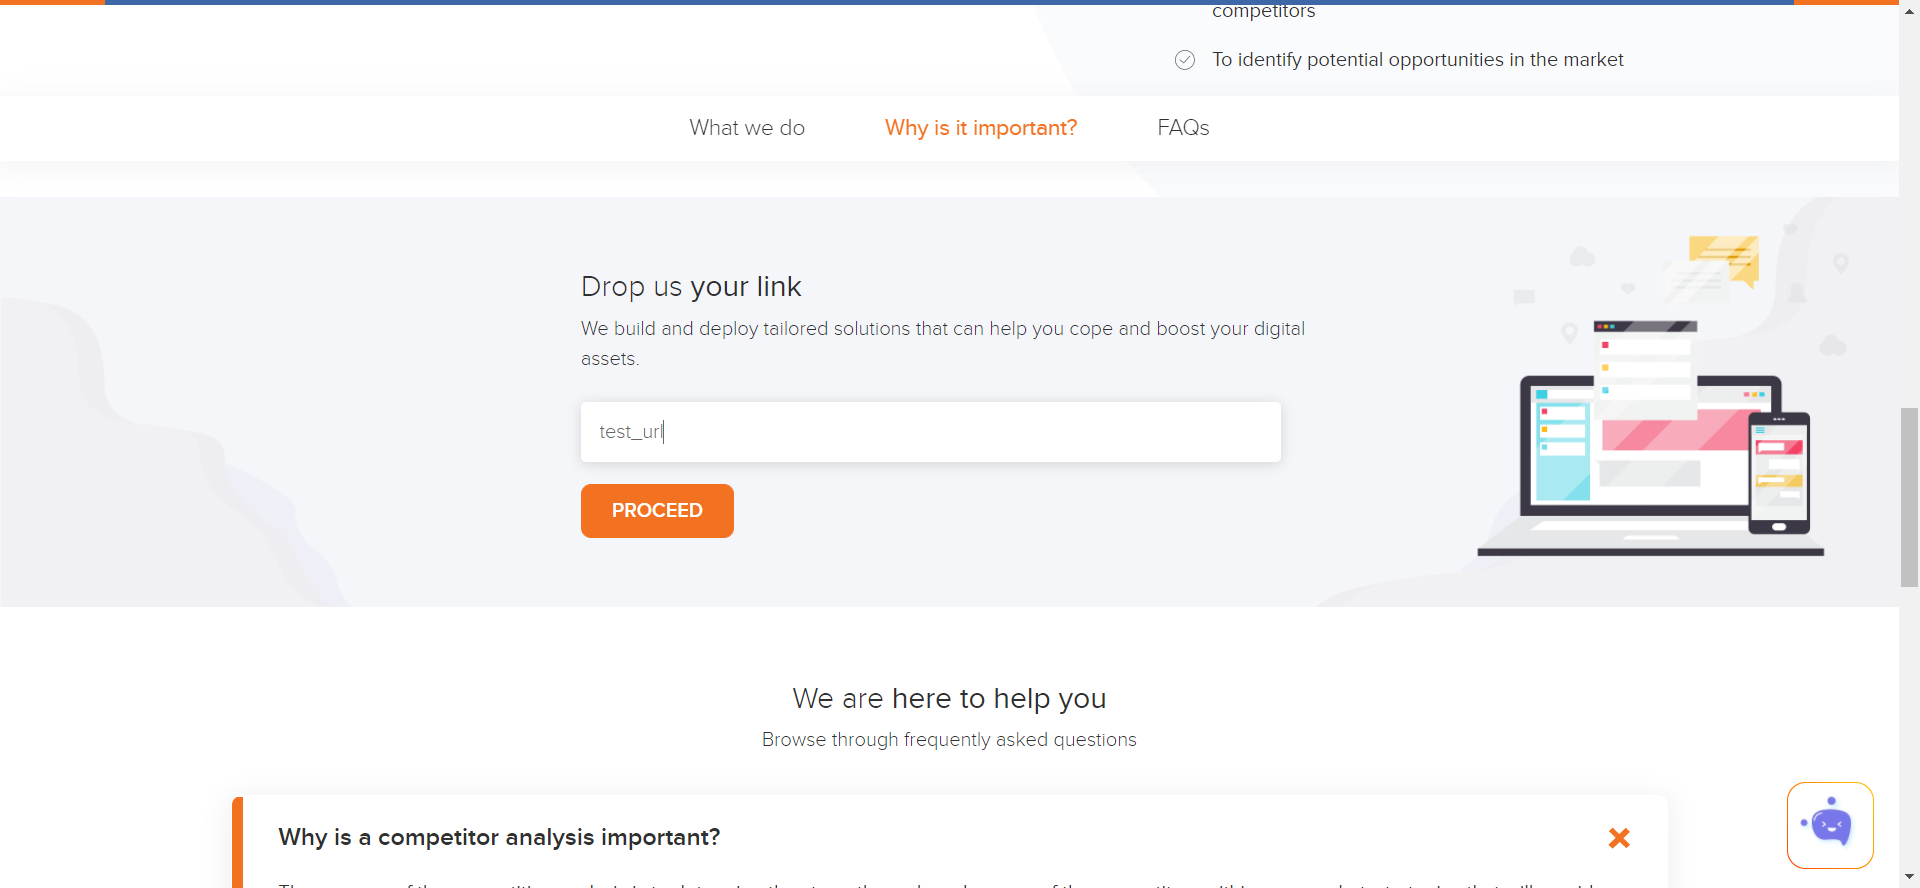 competitors
To identify potential opportunities in the market
What we do
Why is it important?
FAQs
Drop us your link
We build and deploy tailored solutions that can help you cope and boost your digital
assets.
test_url
PROCEED
We are here to help you
Browse through frequently asked questions
Why is a competitor analysis important?